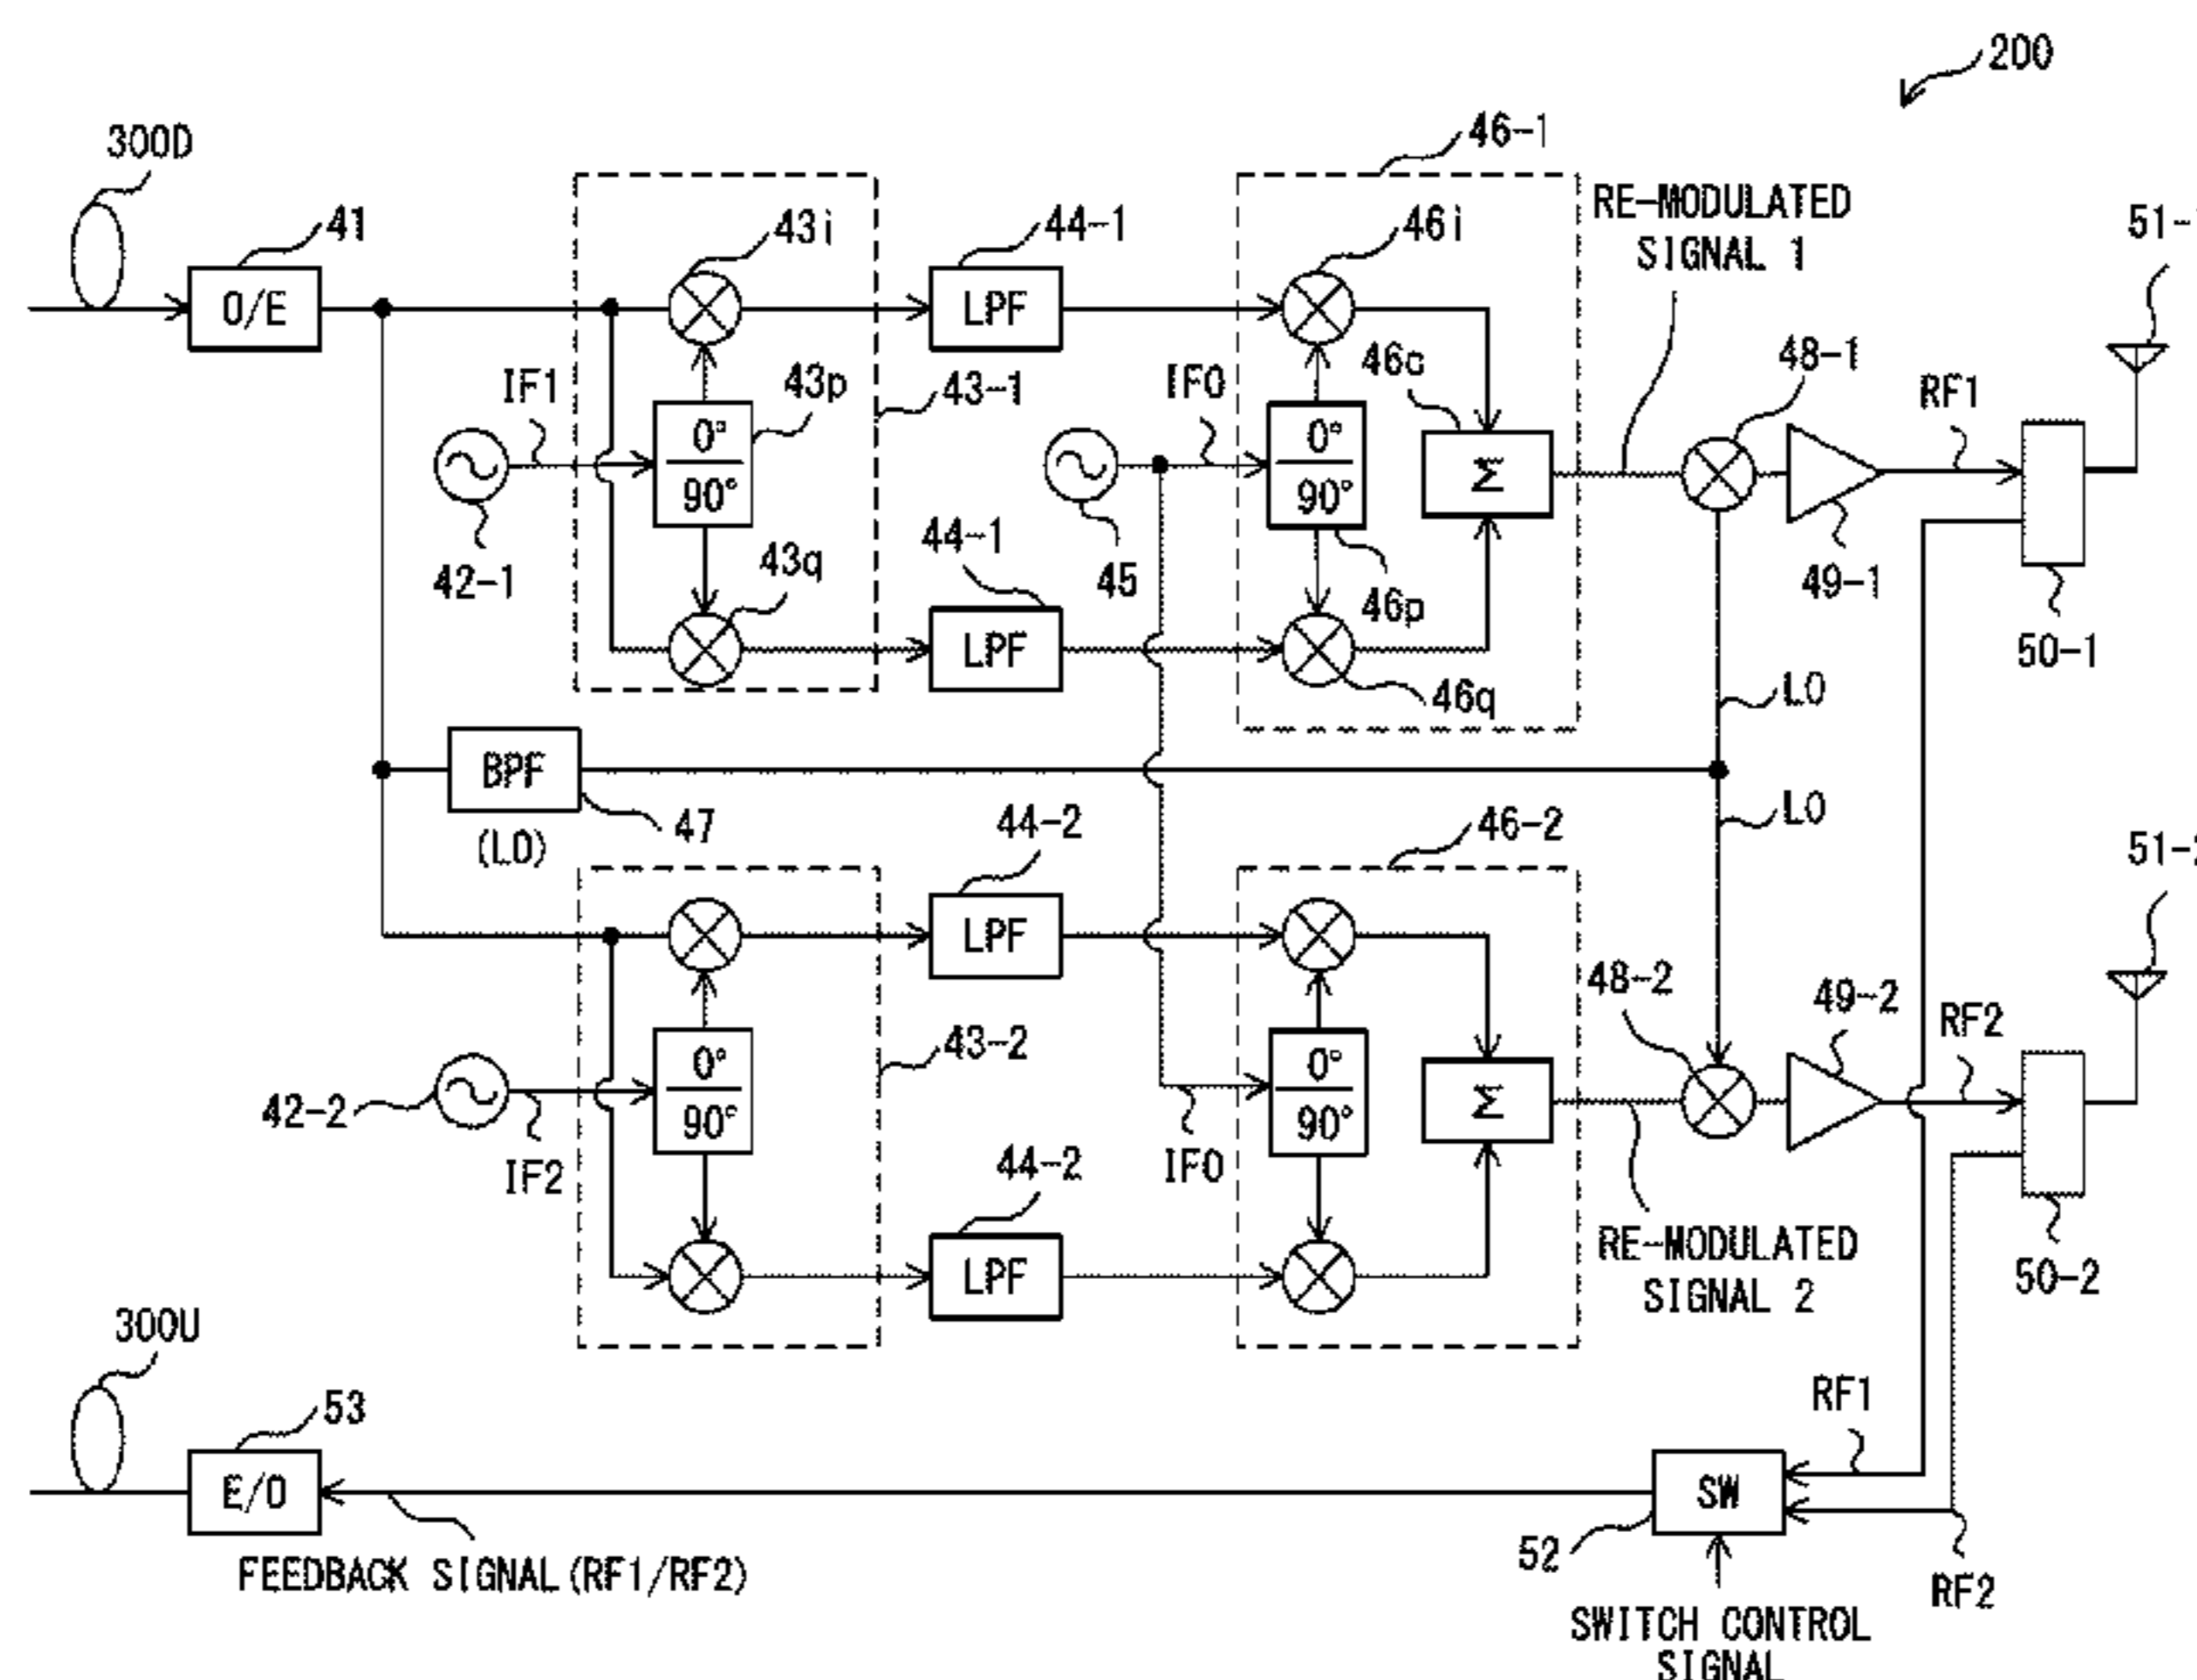 200
300D
41
O/E
43i
44-1
LPF
46-1
46i
RE-MODULATED
SIGNAL 1
51-
IF1
43p
43-1
0°
90°
42-1
43q
44-1
LPF
IF0
45
46c
0°
90°
Σ
46p
46q
48-1
49-1
RF1
50-1
LO
BPF
(LO)
47
LO
44-2
LPF
46-2
51-2
43-2
0°
90°
42-2
IF2
44-2
LPF
IF0
0°
90°
Σ
48-2
49-2
RF2
RE-MODULATED
SIGNAL 2
50-2
300U
53
E/O
FEEDBACK SIGNAL(RF1/RF2)
RF1
SW
52
RF2
SWITCH CONTROL
SIGNAL